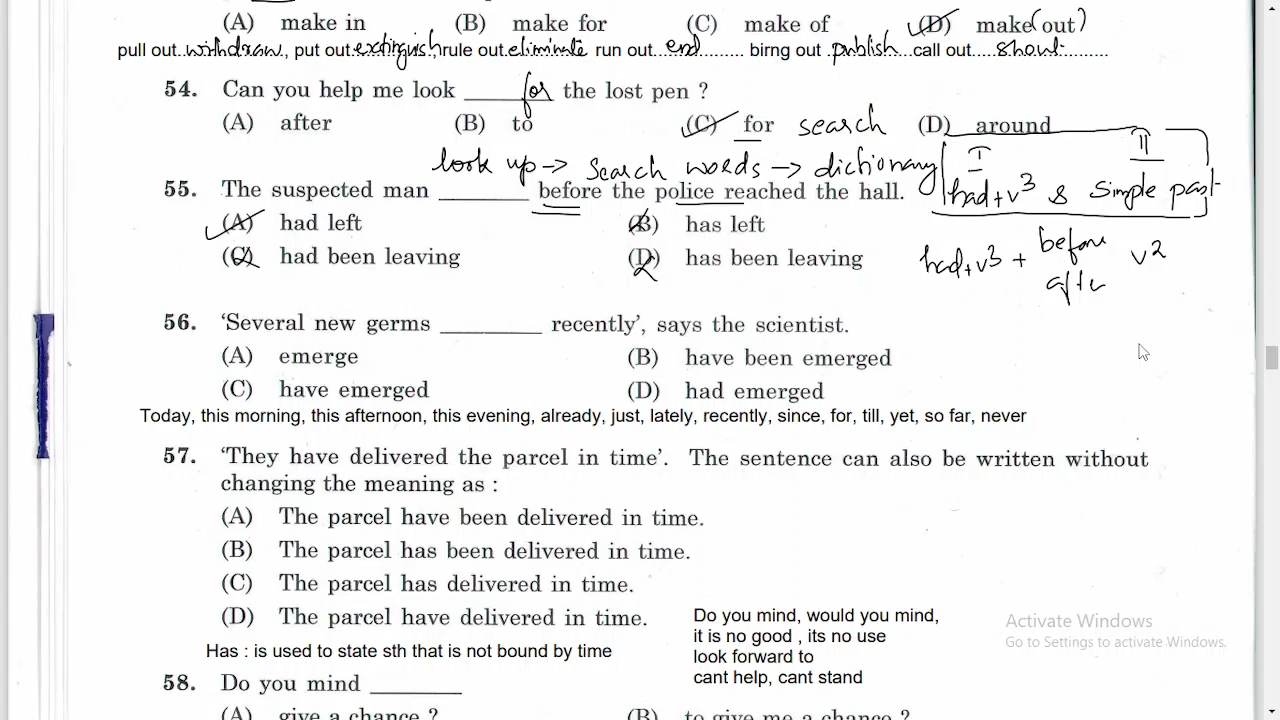 (A) make in (B) make for (C) make of (D) make(out)
pull out..withdraw, put out.extinguish rule out.eliminate run out..end.......... birng out publish...call out.....shout..........
54. Can you help me look ____for the lost pen ?
(A) after (B) to (C) for search (D) around
look up → search words → dictionary
I II
had+v3 & simple past
55. The suspected man ________ before the police reached the hall.
(A) had left (B) has left
(C) had been leaving (D) has been leaving
had+v3 + before after v2
56. 'Several new germs _________ recently', says the scientist.
(A) emerge (B) have been emerged
(C) have emerged (D) had emerged
Today, this morning, this afternoon, this evening, already, just, lately, recently, since, for, till, yet, so far, never
57. 'They have delivered the parcel in time'. The sentence can also be written without
changing the meaning as :
(A) The parcel have been delivered in time.
(B) The parcel has been delivered in time.
(C) The parcel has delivered in time.
(D) The parcel have delivered in time.
Has : is used to state sth that is not bound by time
Do you mind, would you mind,
it is no good , its no use
look forward to
cant help, cant stand
Activate Windows
Go to Settings to activate Windows.
58. Do you mind ________
(A) give a chance ? (B) to give me a chance ?